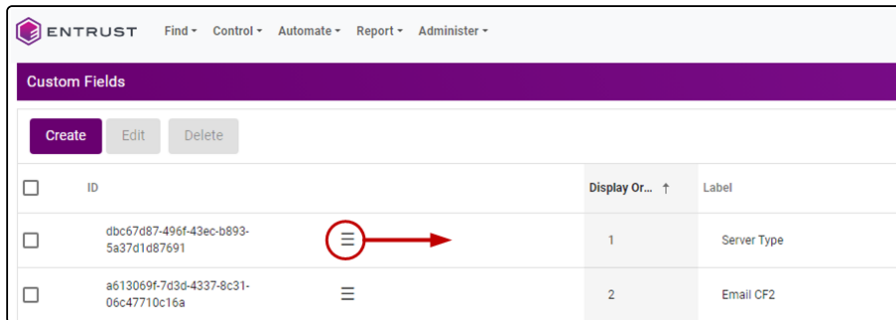 ENTRUST Find Control Automate Report Administer
Custom Fields
Create Edit Delete
ID Display Or... ↑ Label
dbc67d87-496f-43ec-b893-
5a37d1d87691
1 Server Type
a613069f-7d3d-4337-8c31-
06c47710c16a
2 Email CF2